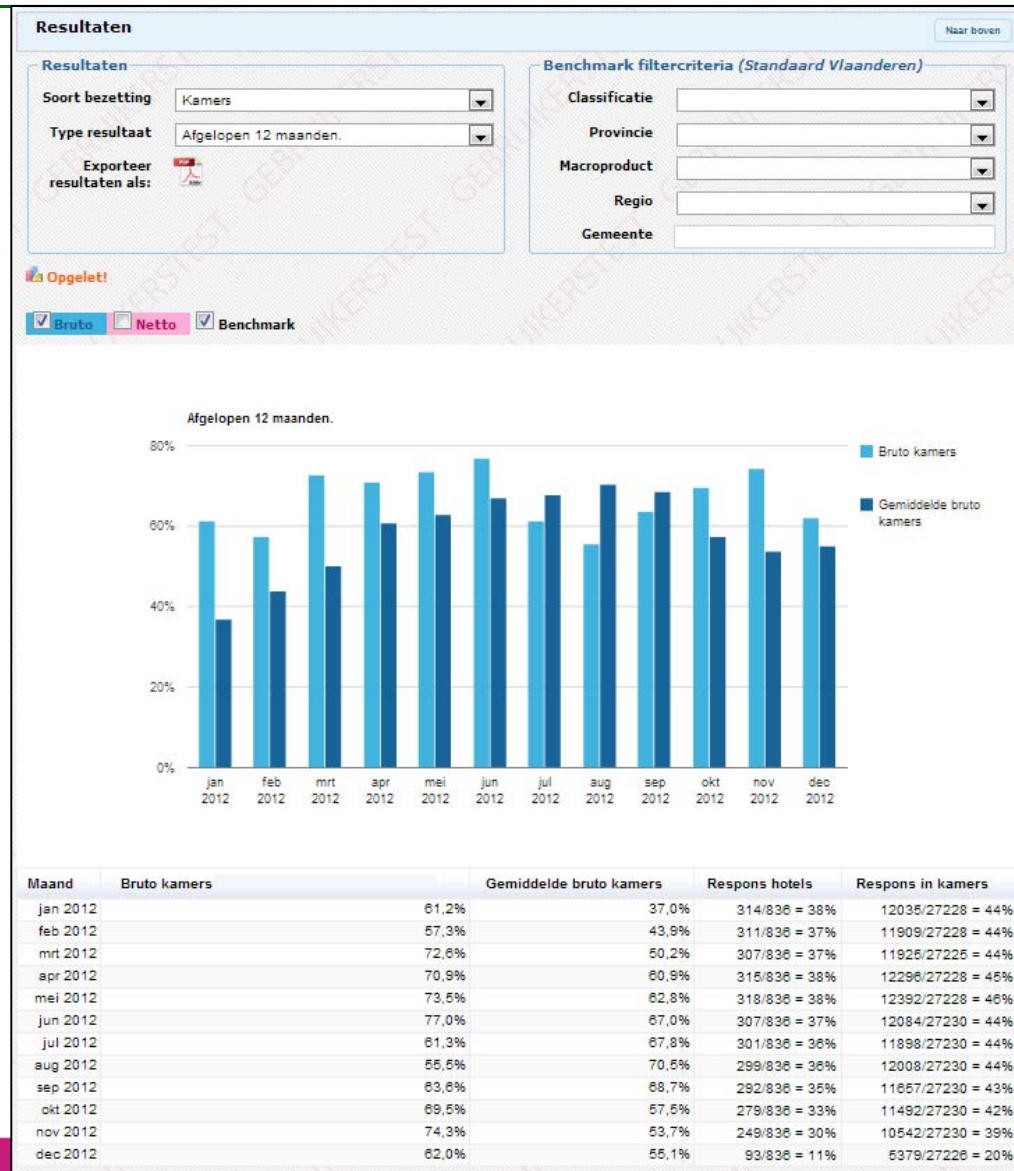 Resultaten
Naar boven
Resultaten
Soort bezetting Kamers
Type resultaat Afgelopen 12 maanden.
Exporteer
resultaten als:
Benchmark filtercriteria (Standaard Vlaanderen)
Classificatie
Provincie
Macroproduct
Regio
Gemeente
Opgelet!
Bruto Netto Benchmark
Afgelopen 12 maanden.
80%
60%
40%
20%
0%
Bruto kamers
Gemiddelde bruto
kamers
jan feb mrt apr mei jun jul aug sep okt nov dec
2012 2012 2012 2012 2012 2012 2012 2012 2012 2012 2012 2012
Maand Bruto kamers Gemiddelde bruto kamers Respons hotels Respons in kamers
jan 2012 61,2% 37,0% 314/836 = 38% 12035/27228 = 44%
feb 2012 57,3% 43,9% 311/836 = 37% 11909/27228 = 44%
mrt 2012 72,6% 50,2% 307/836 = 37% 11925/27225 = 44%
apr 2012 70,9% 60,9% 315/836 = 38% 12296/27228 = 45%
mei 2012 73,5% 62,8% 318/836 = 38% 12392/27228 = 46%
jun 2012 77,0% 67,0% 307/836 = 37% 12084/27230 = 44%
jul 2012 61,3% 67,8% 301/836 = 36% 11898/27230 = 44%
aug 2012 55,5% 70,5% 299/836 = 36% 12008/27230 = 44%
sep 2012 63,6% 68,7% 292/836 = 35% 11657/27230 = 43%
okt 2012 69,5% 57,5% 279/836 = 33% 11492/27230 = 42%
nov 2012 74,3% 53,7% 249/836 = 30% 10542/27230 = 39%
dec 2012 62,0% 55,1% 93/836 = 11% 5379/27226 = 20%